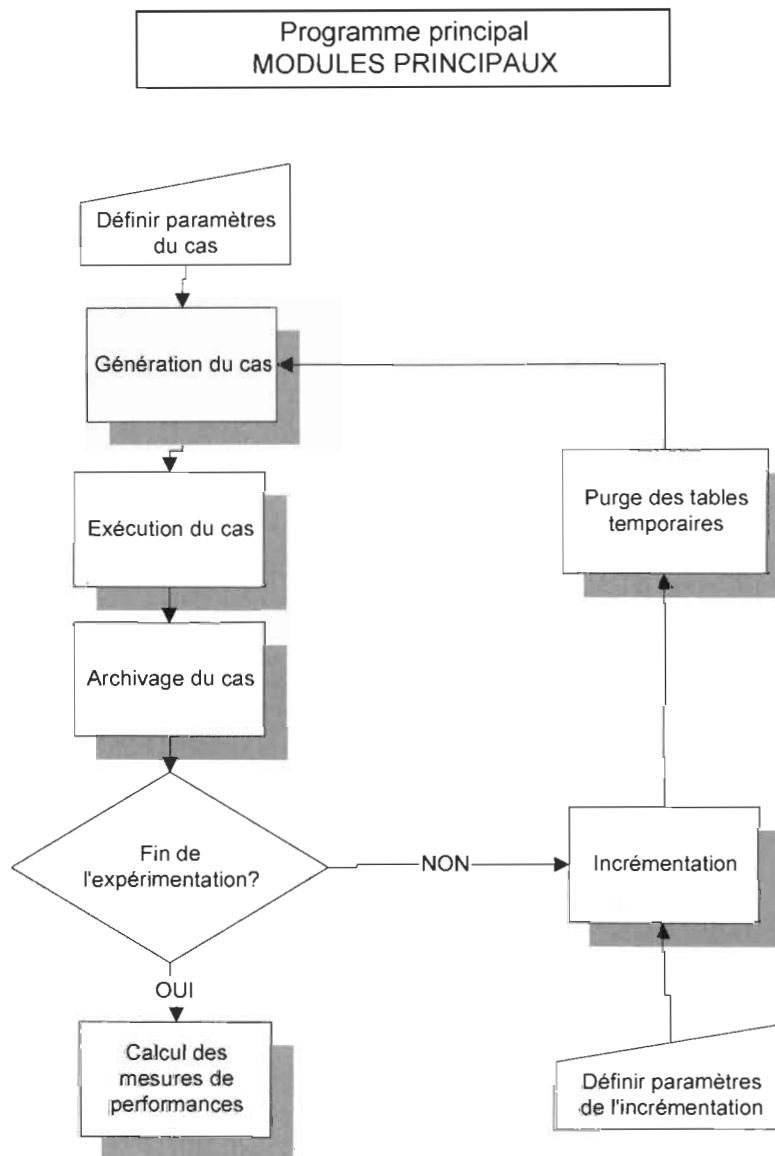 Programme principal
MODULES PRINCIPAUX
Définir paramètres
du cas
Génération du cas
Exécution du cas
Archivage du cas
Fin de
l'expérimentation?
NON
OUI
Calcul des
mesures de
performances
Purge des tables
temporaires
Incrémentation
Définir paramètres
de l'incrémentation